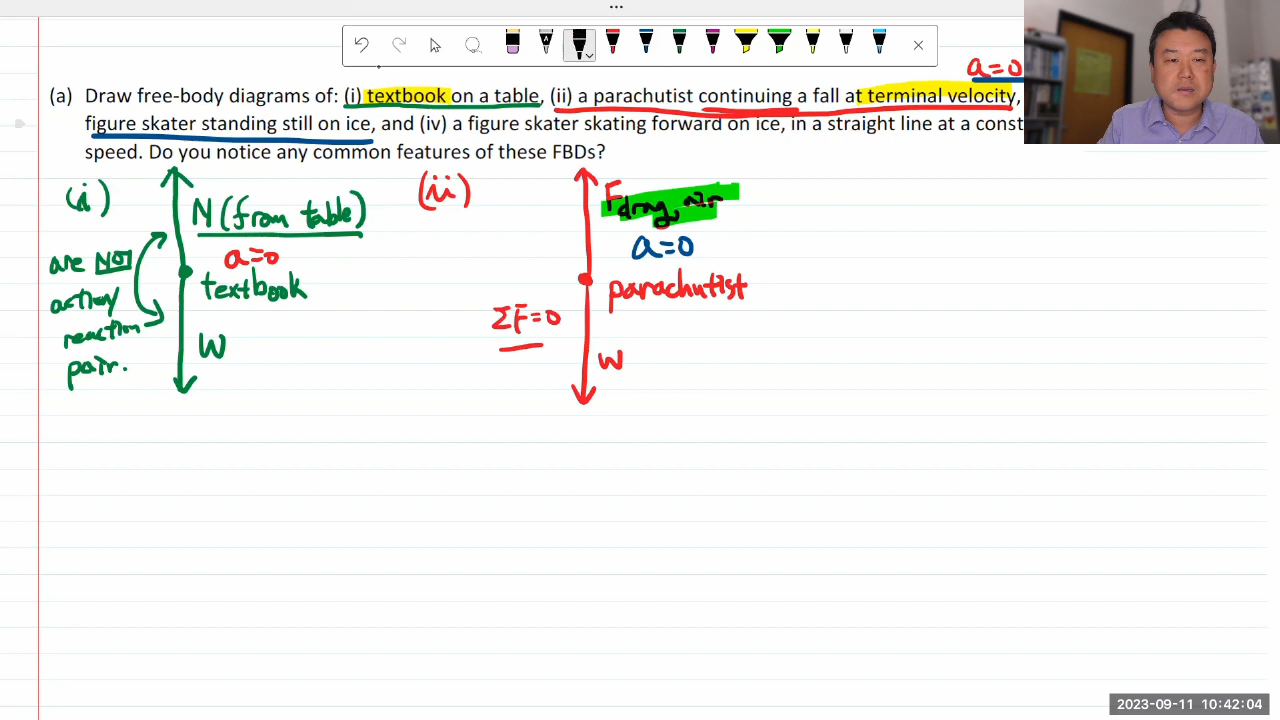 a=0
(a) Draw free-body diagrams of: (i) textbook on a table, (ii) a parachutist continuing a fall at terminal velocity,
figure skater standing still on ice, and (iv) a figure skater skating forward on ice, in a straight line at a const
speed. Do you notice any common features of these FBDs?
(i)
N (from table)
a=0
textbook
are NOT
action/
reaction
pair.
W
(ii)
F drag, air
a=0
parachutist
ΣF=0
W
2023-09-11 10:42:04